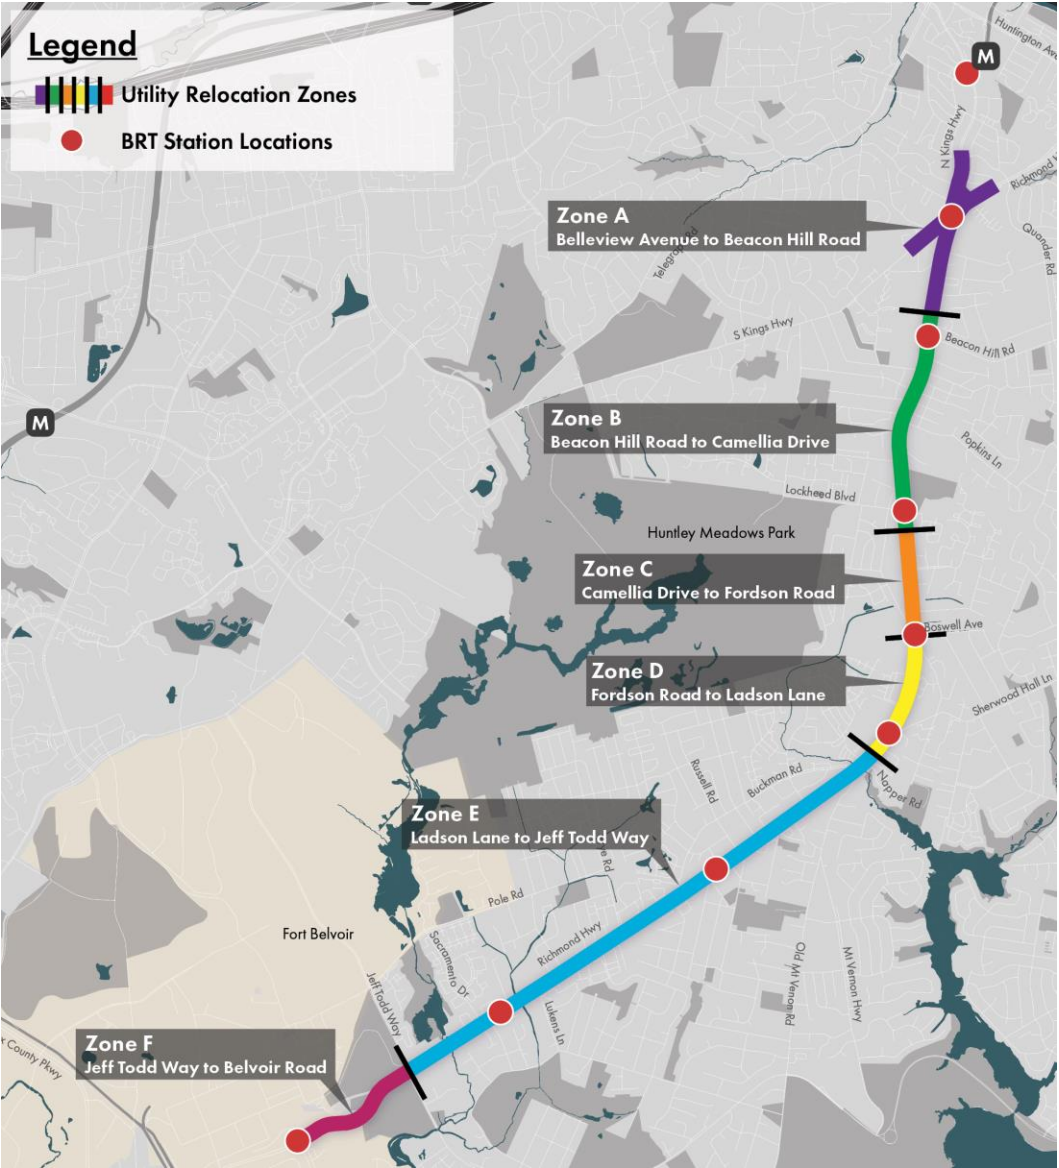 Legend
Utility Relocation Zones
BRT Station Locations
M
Huntington Ave
N Kings Hwy
Richmond
Quander Rd
Zone A
Belleview Avenue to Beacon Hill Road
Telegraph Rd
S Kings Hwy
Beacon Hill Rd
M
Zone B
Beacon Hill Road to Camellia Drive
Popkins Ln
Lockheed Blvd
Huntley Meadows Park
Zone C
Camellia Drive to Fordson Road
Boswell Ave
Zone D
Fordson Road to Ladson Lane
Sherwood Hall Ln
Russell Rd
Buckman Rd
Napper Rd
Zone E
Ladson Lane to Jeff Todd Way
Rd
Pole Rd
Fort Belvoir
Sacramento Dr
Richmond Hwy
Old Mt Venon Rd
Mt Vernon Hwy
Jeff Todd Way
Lukens Ln
Zone F
Jeff Todd Way to Belvoir Road
County Pkwy